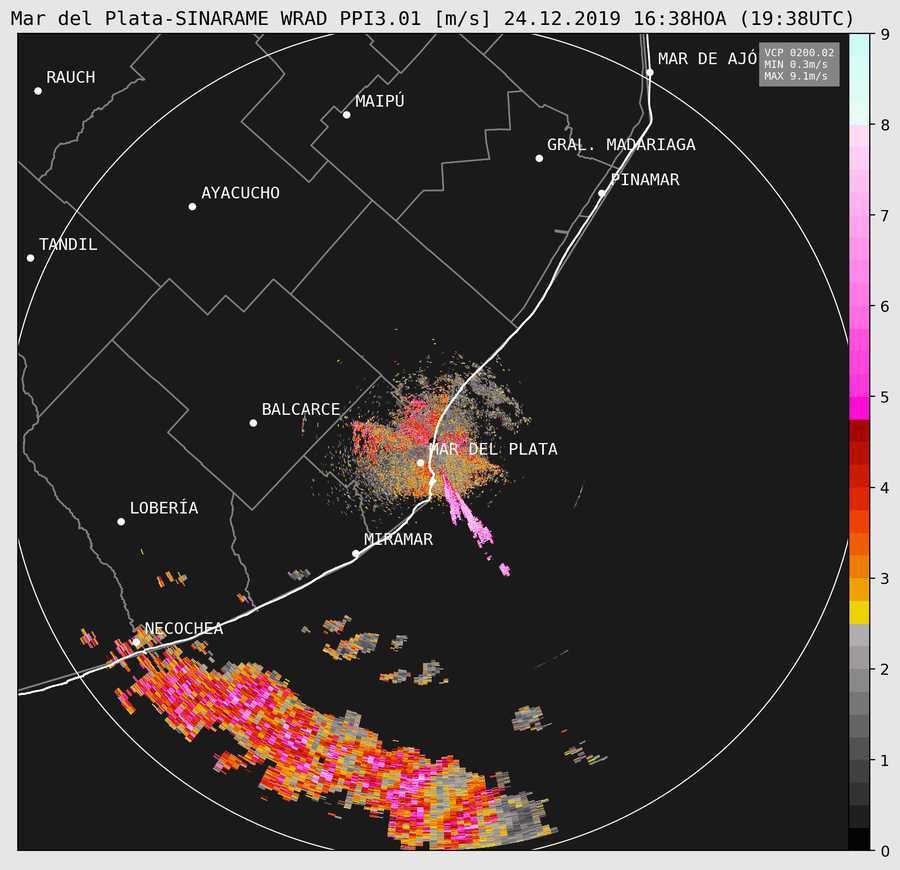 Mar del Plata-SINARAME WRAD PPI3.01 [m/s] 24.12.2019 16:38HOA (19:38UTC)
VCP 0200.02
MIN 0.3m/s
MAX 9.1m/s
MAR DE AJÓ
RAUCH
MAIPÚ
GRAL. MADARIAGA
PINAMAR
AYACUCHO
TANDIL
BALCARCE
MAR DEL PLATA
LOBERÍA
MIRAMAR
NECOCHEA
9
8
7
6
5
4
3
2
1
0